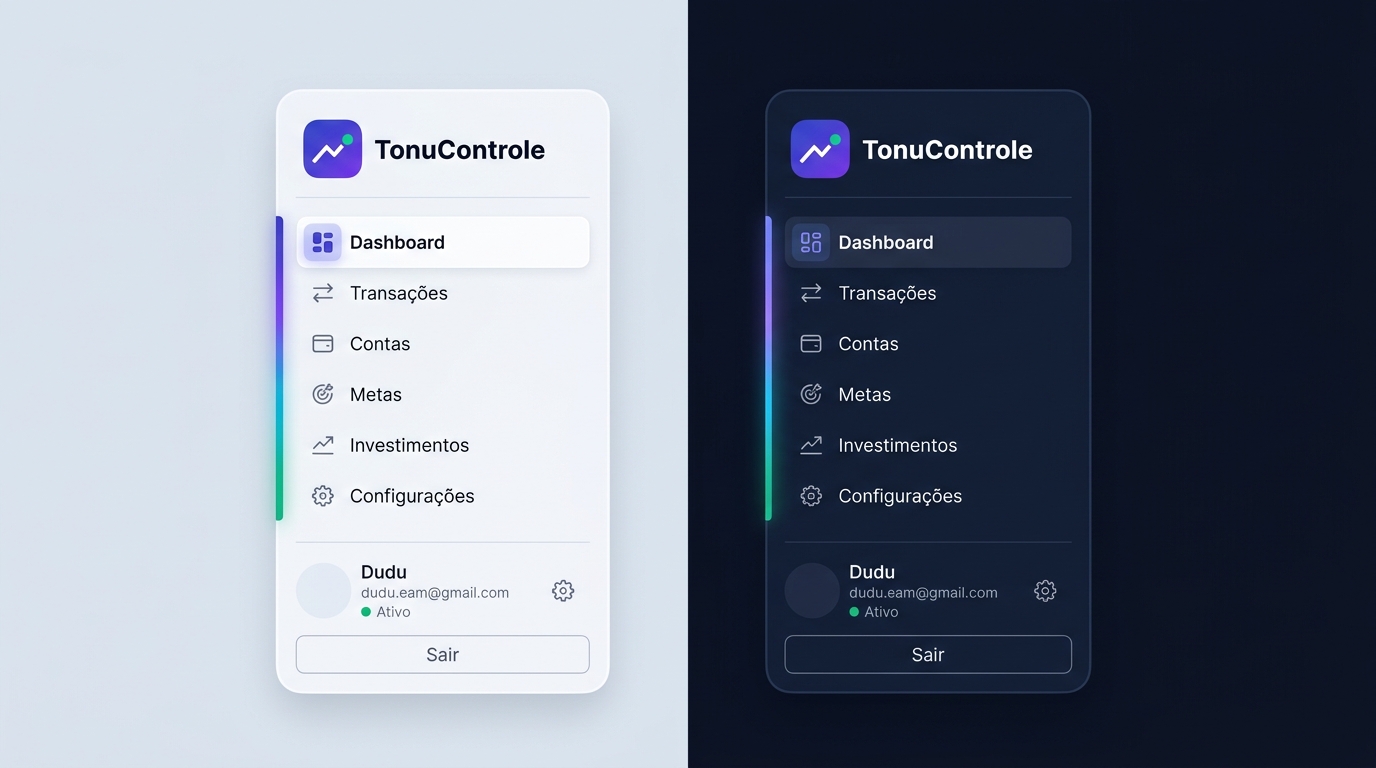 TonuControle
Dashboard
Transações
Contas
Metas
Investimentos
Configurações
Dudu
dudu.eam@gmail.com
Ativo
Sair
TonuControle
Dashboard
Transações
Contas
Metas
Investimentos
Configurações
Dudu
dudu.eam@gmail.com
Ativo
Sair